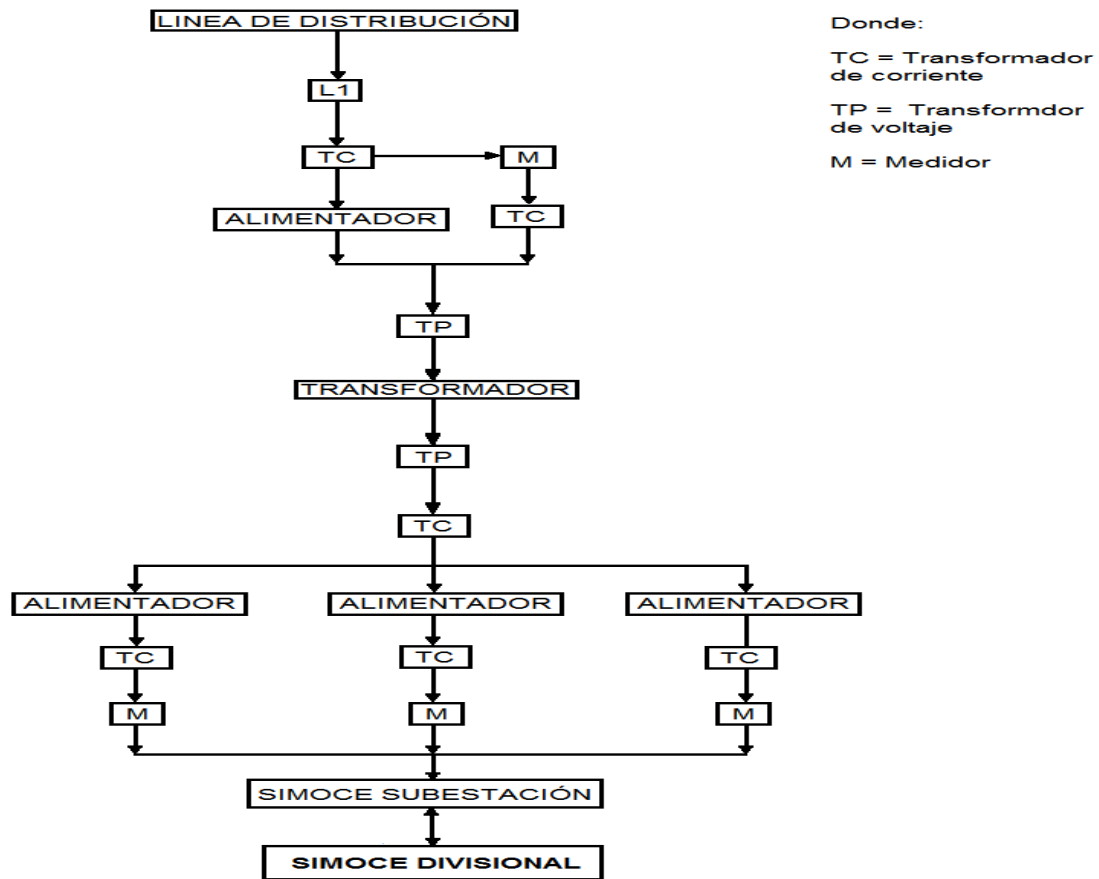 LINEA DE DISTRIBUCIÓN
L1
TC
M
ALIMENTADOR
TC
TP
TRANSFORMADOR
TP
TC
ALIMENTADOR
ALIMENTADOR
ALIMENTADOR
TC
TC
TC
M
M
M
SIMOCE SUBESTACIÓN
SIMOCE DIVISIONAL
Donde:
TC = Transformador
de corriente
TP = Transformdor
de voltaje
M = Medidor